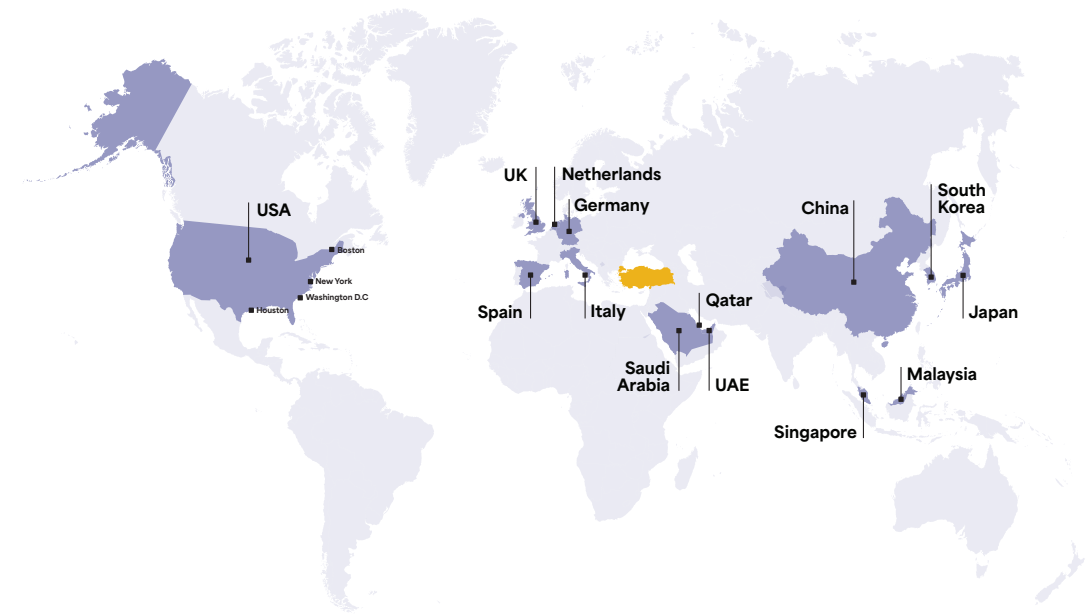 UK
Netherlands
Germany
USA
Boston
New York
Washington D.C
Houston
Spain
Italy
Qatar
Saudi
Arabia
UAE
China
South
Korea
Japan
Malaysia
Singapore